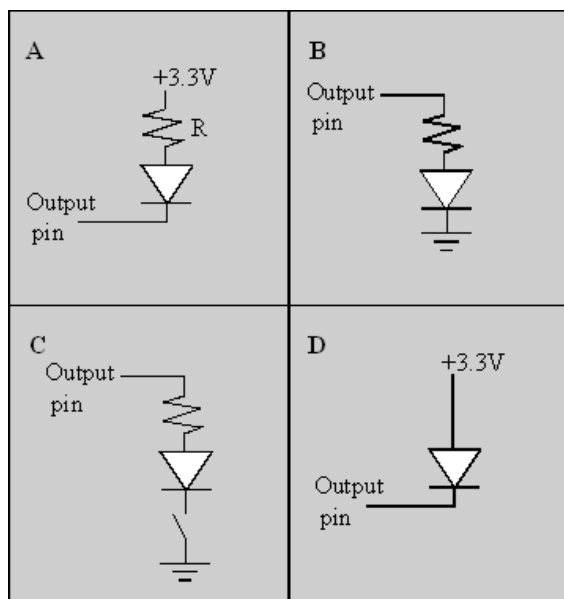 A
+3.3V
R
Output
pin
B
Output
pin
C
Output
pin
D
+3.3V
Output
pin